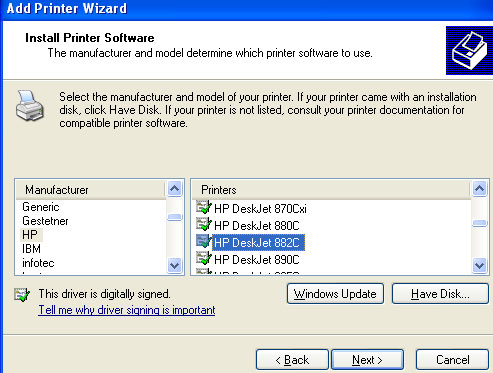 Add Printer Wizard
Install Printer Software
The manufacturer and model determine which printer software to use.
Select the manufacturer and model of your printer. If your printer came with an installation
disk, click Have Disk. If your printer is not listed, consult your printer documentation for
compatible printer software.
Manufacturer
Generic
Gestetner
HP
IBM
infotec
Printers
HP DeskJet 870Cxi
HP DeskJet 880C
HP DeskJet 882C
HP DeskJet 890C
This driver is digitally signed.
Tell me why driver signing is important
Windows Update
Have Disk...
< Back
Next >
Cancel